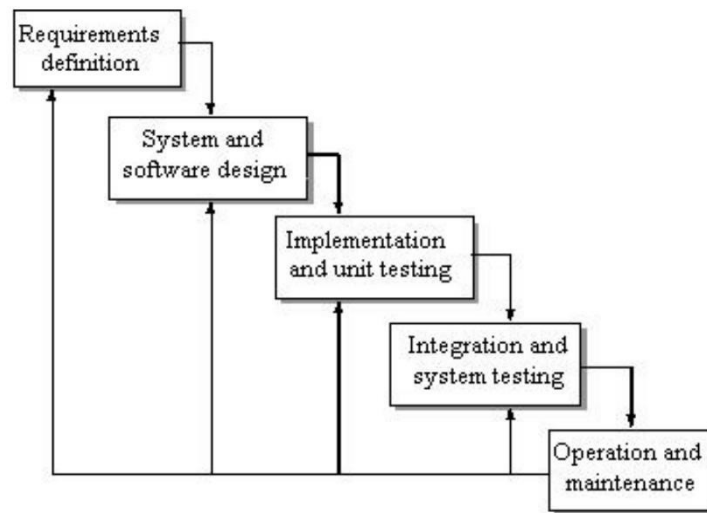 Requirements
definition
System and
software design
Implementation
and unit testing
Integration and
system testing
Operation and
maintenance